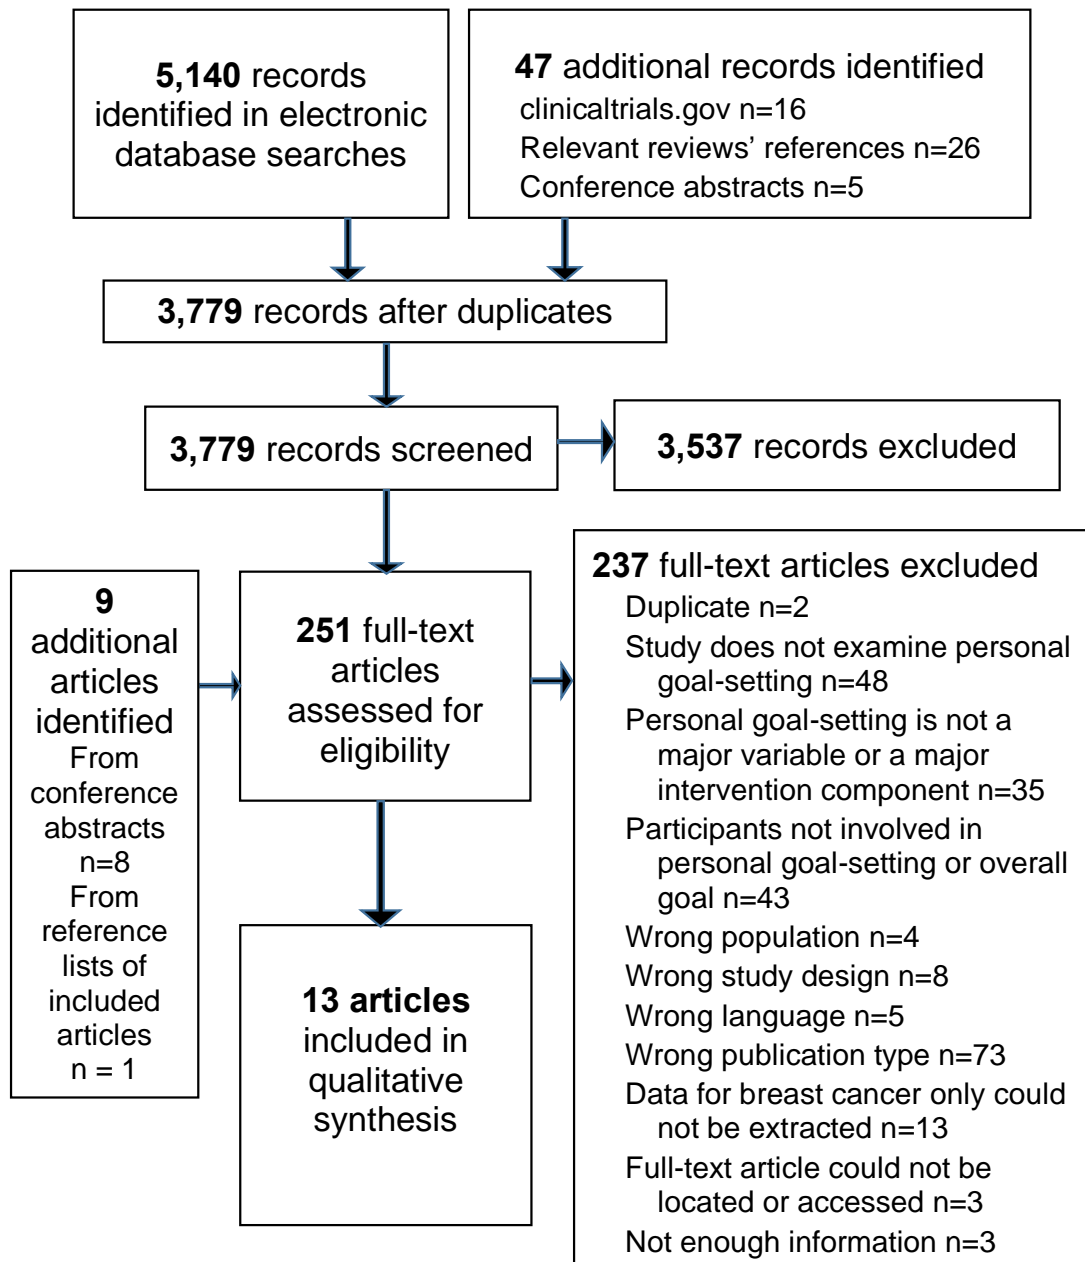 5,140 records
identified in electronic
database searches
47 additional records identified
clinicaltrials.gov n=16
Relevant reviews’ references n=26
Conference abstracts n=5
3,779 records after duplicates
3,779 records screened
3,537 records excluded
9
additional
articles
identified
From
conference
abstracts
n=8
From
reference
lists of
included
articles
n = 1
251 full-text
articles
assessed for
eligibility
237 full-text articles excluded
Duplicate n=2
Study does not examine personal
goal-setting n=48
Personal goal-setting is not a
major variable or a major
intervention component n=35
Participants not involved in
personal goal-setting or overall
goal n=43
Wrong population n=4
Wrong study design n=8
Wrong language n=5
Wrong publication type n=73
Data for breast cancer only could
not be extracted n=13
Full-text article could not be
located or accessed n=3
Not enough information n=3
13 articles
included in
qualitative
synthesis